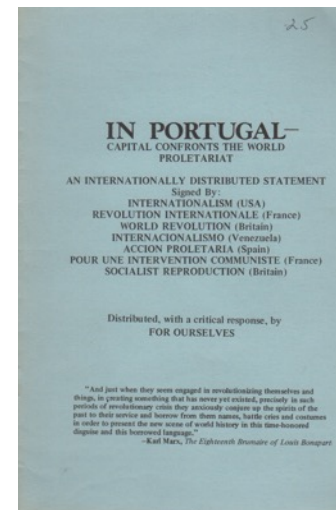 25
IN PORTUGAL—
CAPITAL CONFRONTS THE WORLD
PROLETARIAT
AN INTERNATIONALLY DISTRIBUTED STATEMENT
Signed By:
INTERNATIONALISM (USA)
REVOLUTION INTERNATIONALE (France)
WORLD REVOLUTION (Britain)
INTERNACIONALISMO (Venezuela)
ACCION PROLETARIA (Spain)
POUR UNE INTERVENTION COMMUNISTE (France)
SOCIALIST REPRODUCTION (Britain)
Distributed, with a critical response, by
FOR OURSELVES
"And just when they seem engaged in revolutionizing themselves and
things, in creating something that has never yet existed, precisely in such
periods of revolutionary crisis they anxiously conjure up the spirits of the
past to their service and borrow from them names, battle cries and costumes
in order to present the new scene of world history in this time-honored
disguise and this borrowed language."
—Karl Marx, The Eighteenth Brumaire of Louis Bonapart